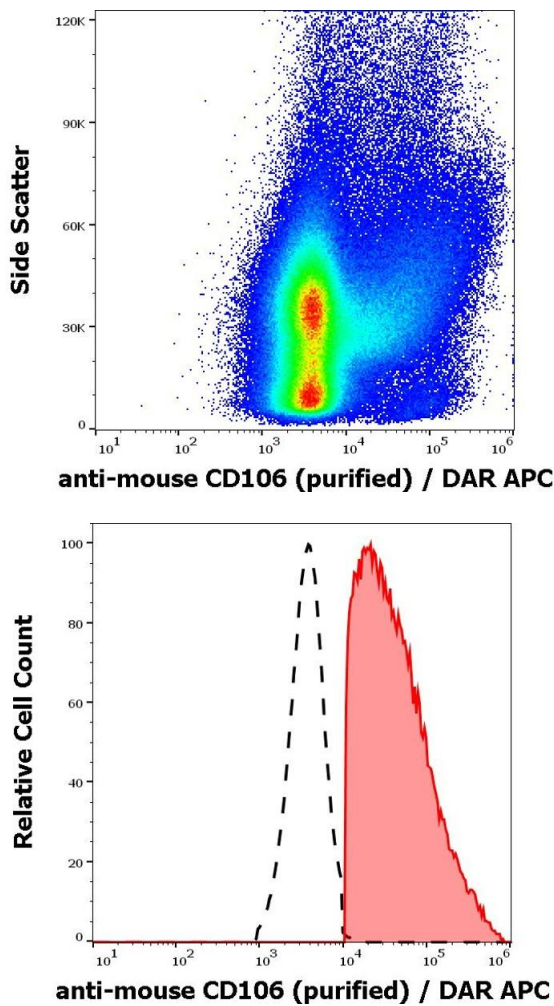 120K
90K
Side Scatter
60K
30K
0
10¹ 10² 10³ 10⁴ 10⁵ 10⁶
anti-mouse CD106 (purified) / DAR APC
100
80
Relative Cell Count
60
40
20
0
10¹ 10² 10³ 10⁴ 10⁵ 10⁶
anti-mouse CD106 (purified) / DAR APC